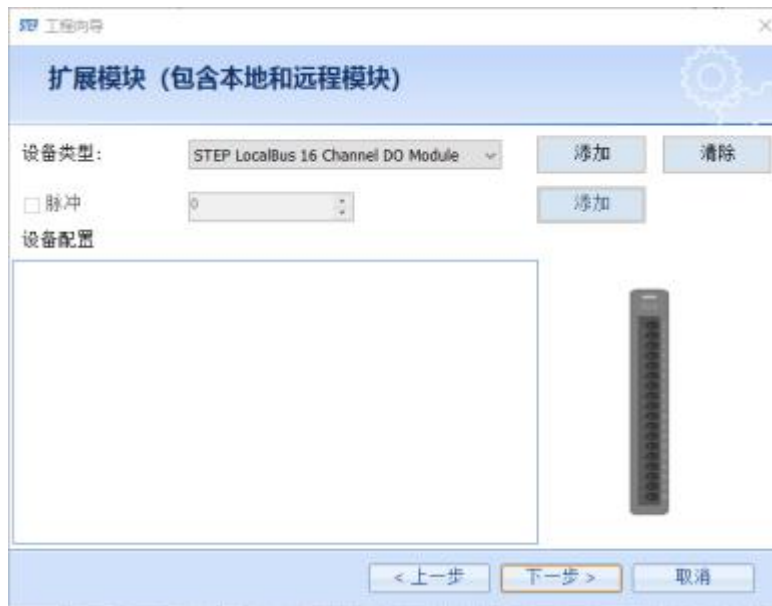 STEP 工程向导
扩展模块（包含本地和远程模块)
设备类型:
STEP LocalBus 16 Channel DO Module
添加
清除
脉冲
0
添加
设备配置
< 上一步
下一步 >
取消